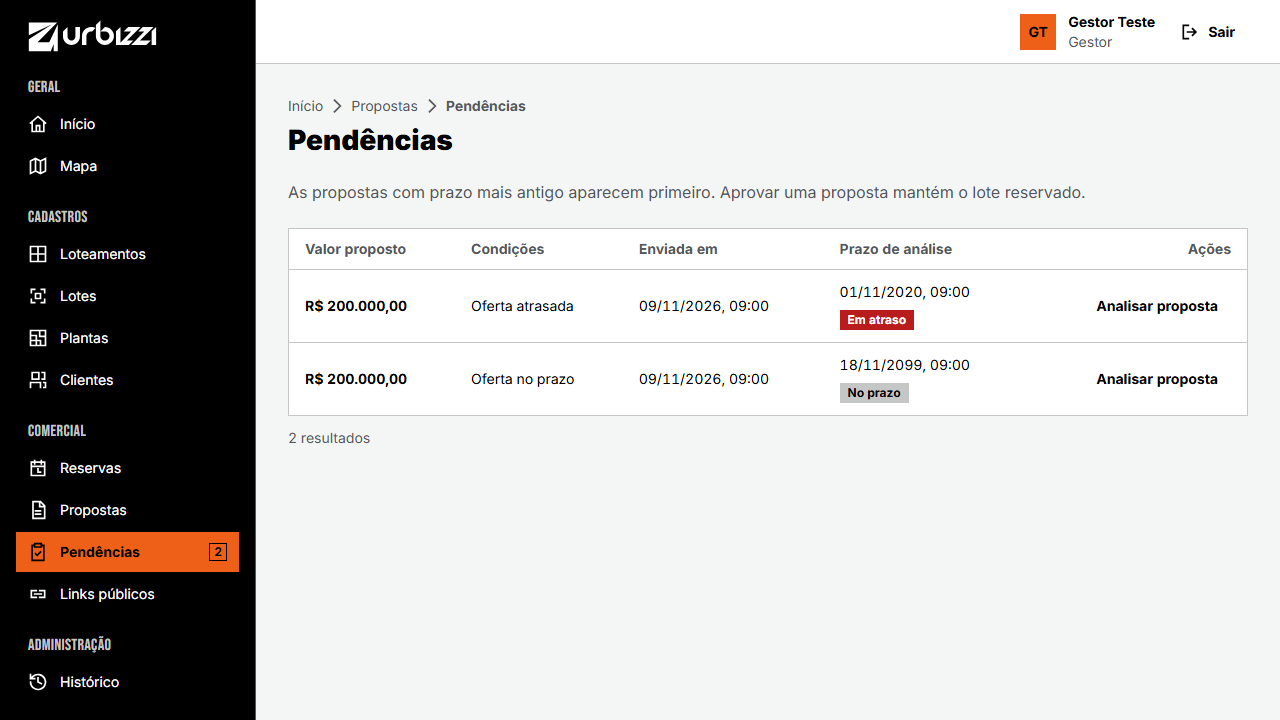 urbizzi
GERAL
Início
Mapa
CADASTROS
Loteamentos
Lotes
Plantas
Clientes
COMERCIAL
Reservas
Propostas
Pendências 2
Links públicos
ADMINISTRAÇÃO
Histórico
GT
Gestor Teste
Gestor
Sair
Início Propostas Pendências
Pendências
As propostas com prazo mais antigo aparecem primeiro. Aprovar uma proposta mantém o lote reservado.
Valor proposto Condições Enviada em Prazo de análise Ações
R$ 200.000,00 Oferta atrasada 09/11/2026, 09:00 01/11/2020, 09:00 Analisar proposta
Em atraso
R$ 200.000,00 Oferta no prazo 09/11/2026, 09:00 18/11/2099, 09:00 Analisar proposta
No prazo
2 resultados